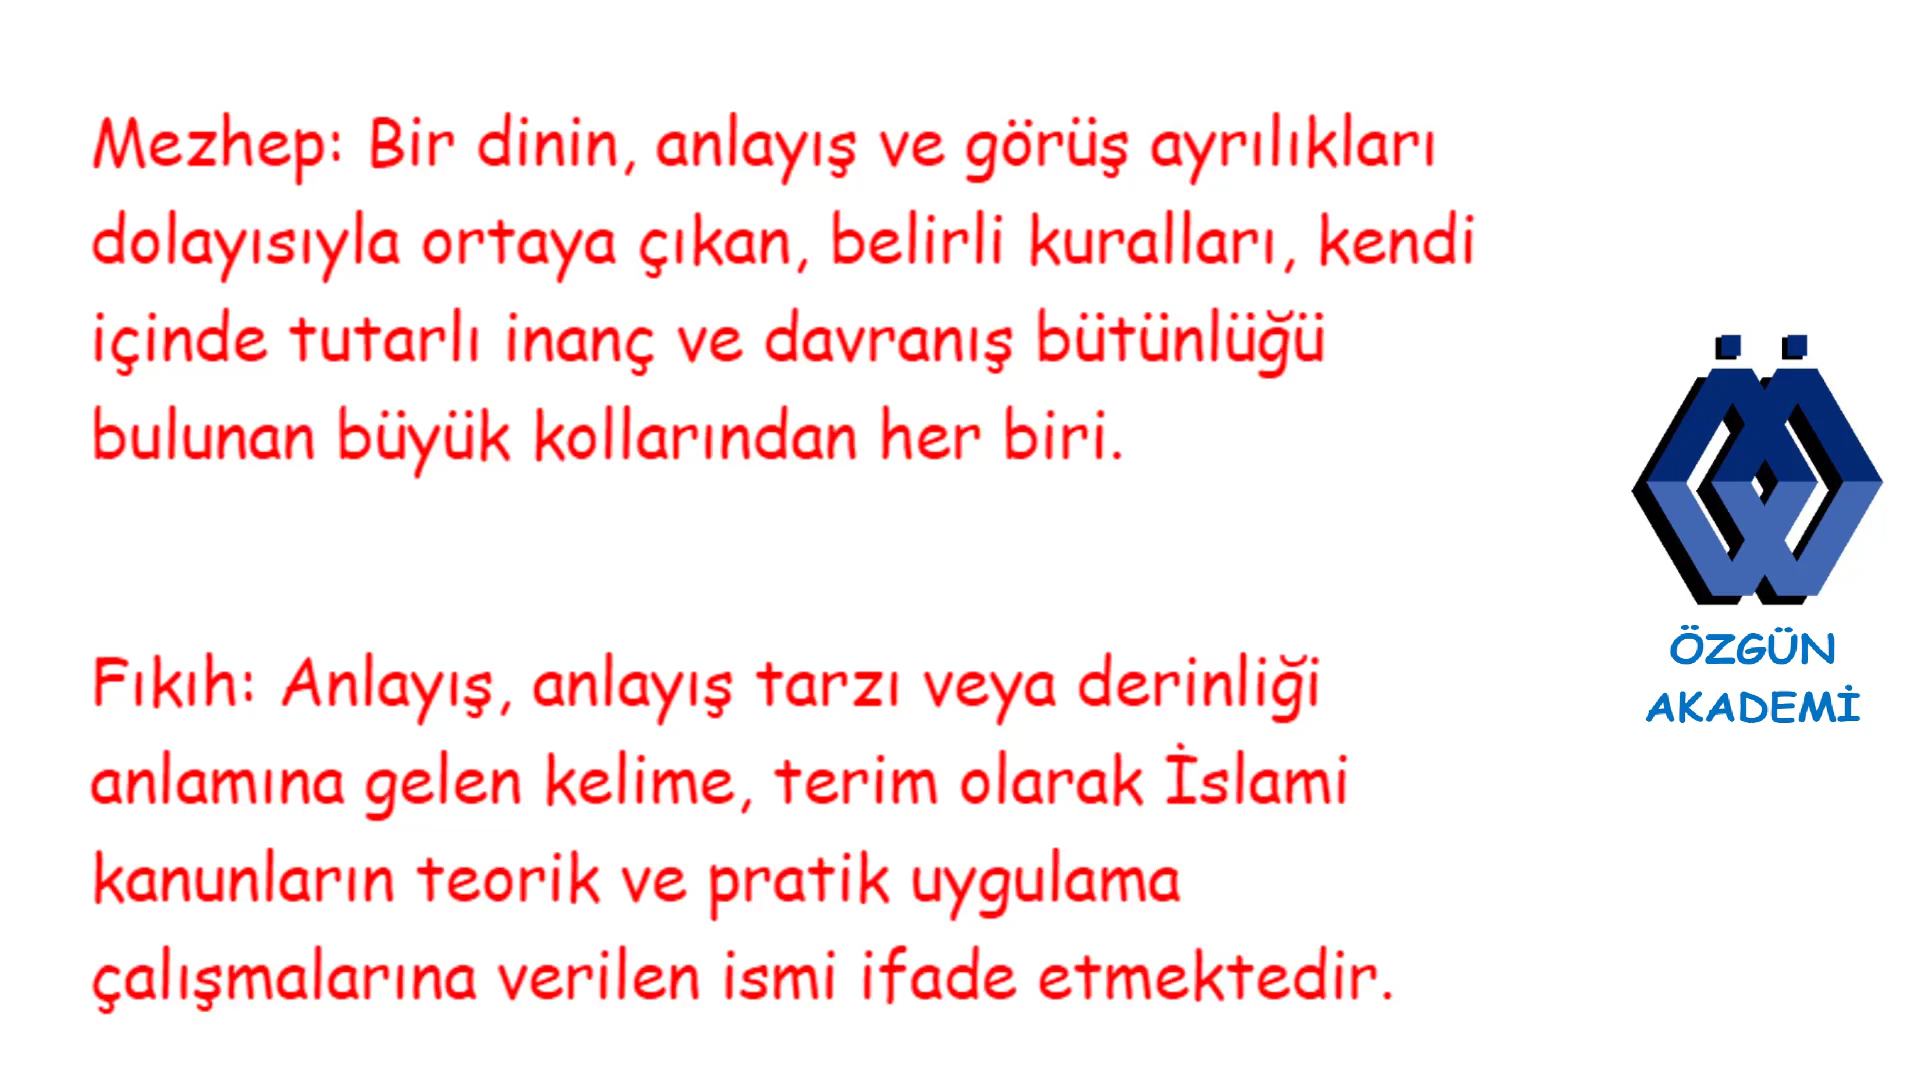 Mezhep: Bir dinin, anlayış ve görüş ayrılıkları
dolayısıyla ortaya çıkan, belirli kuralları, kendi
içinde tutarlı inanç ve davranış bütünlüğü
bulunan büyük kollarından her biri.
Fıkıh: Anlayış, anlayış tarzı veya derinliği
anlamına gelen kelime, terim olarak İslami
kanunların teorik ve pratik uygulama
çalışmalarına verilen ismi ifade etmektedir.
ÖZGÜN
AKADEMİ